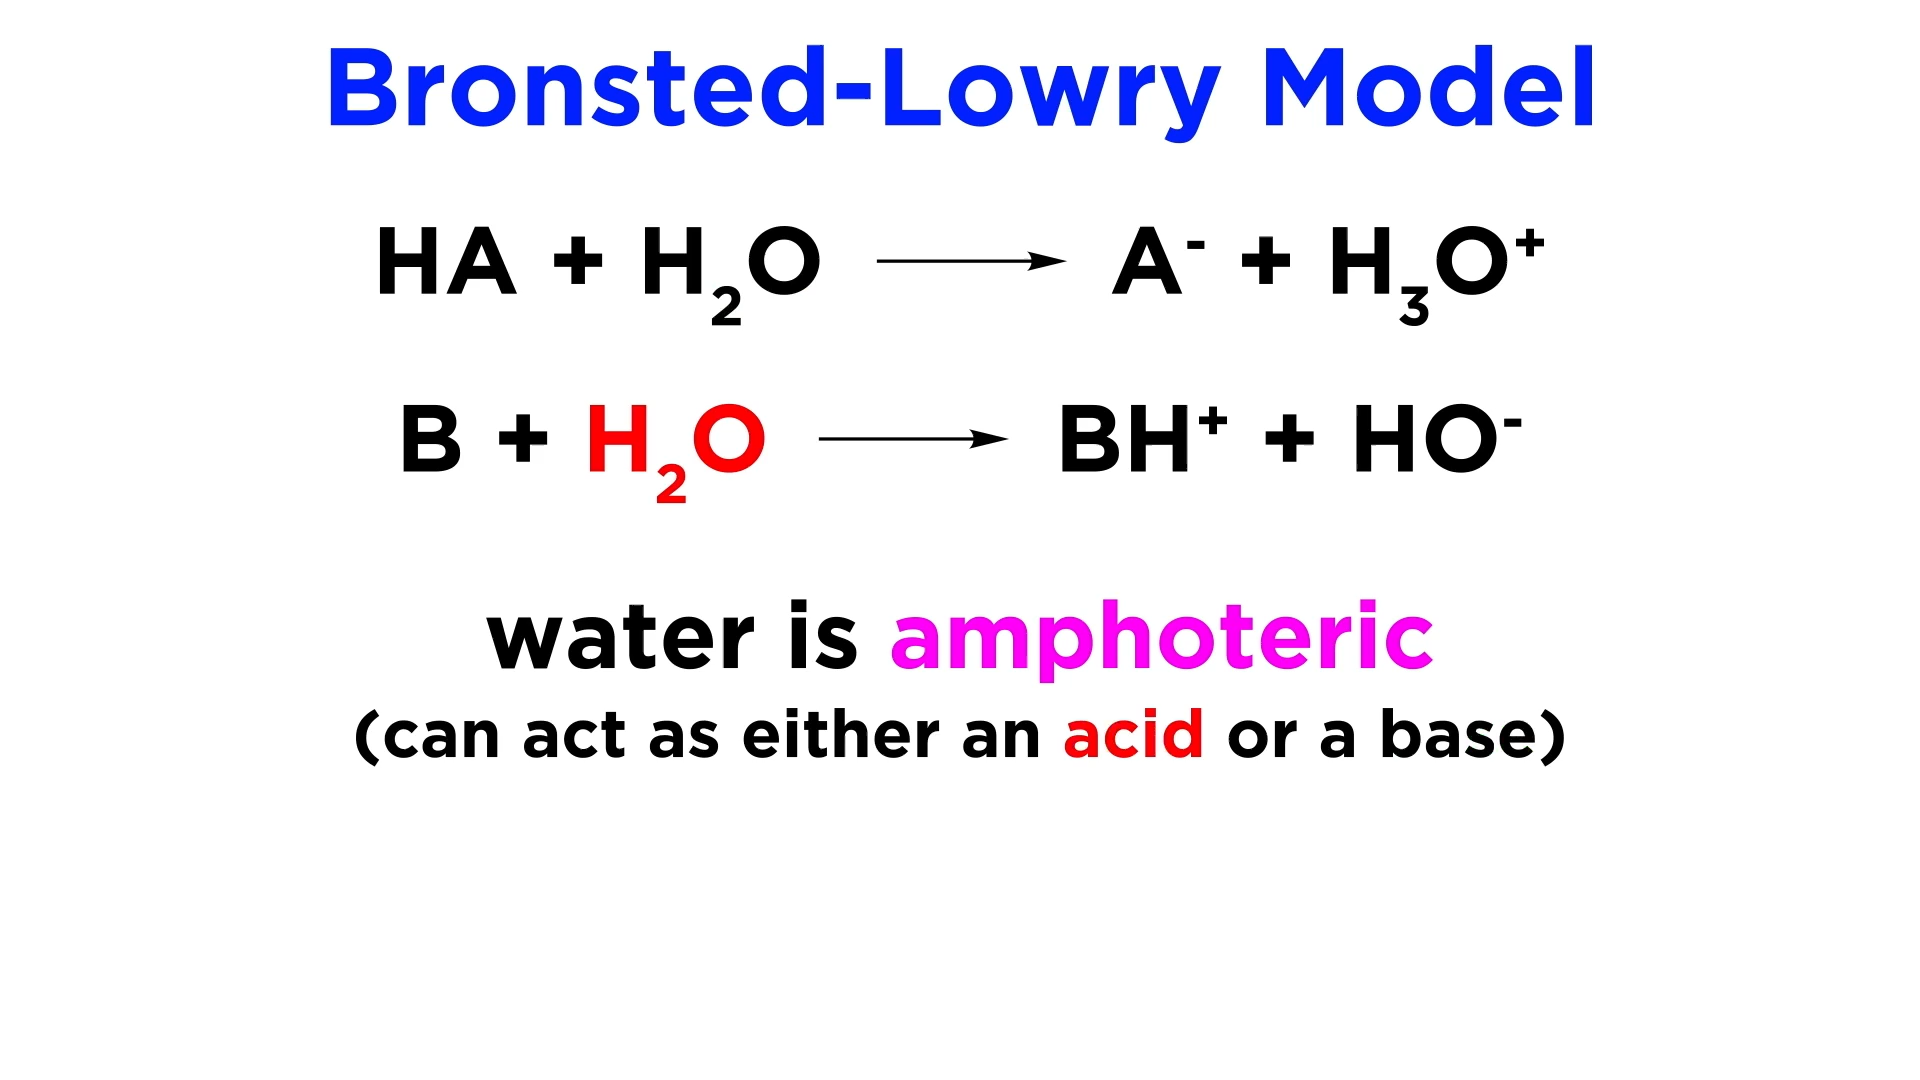 Bronsted-Lowry Model
HA + H₂O ⟶ A⁻ + H₃O⁺
B + H₂O ⟶ BH⁺ + HO⁻
water is amphoteric
(can act as either an acid or a base)